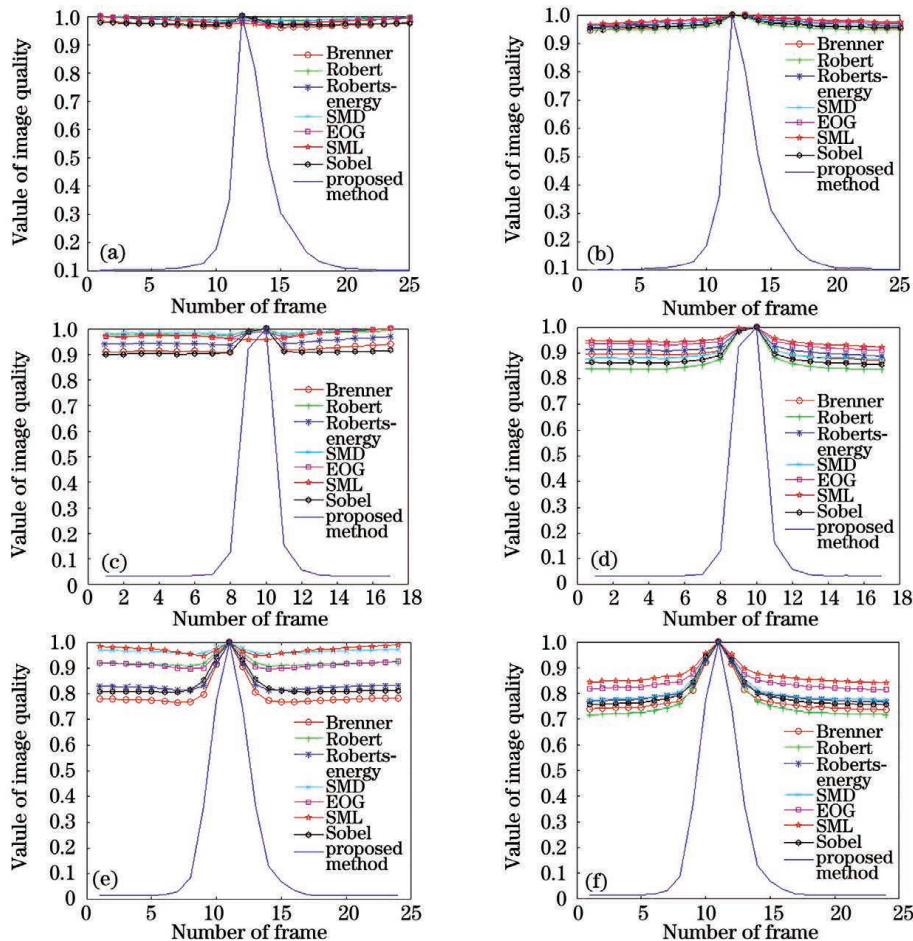 1.0
0.9
0.8
0.7
0.6
0.5
0.4
0.3
0.2
0.1
Valule of image quality
Brenner
Robert
Roberts-
energy
SMD
EOG
SML
Sobel
proposed
method
(a)
0 5 10 15 20 25
Number of frame
1.0
0.9
0.8
0.7
0.6
0.5
0.4
0.3
0.2
0.1
Valule of image quality
Brenner
Robert
Roberts-
energy
SMD
EOG
SML
Sobel
proposed
method
(b)
0 5 10 15 20 25
Number of frame
1.0
0.9
0.8
0.7
0.6
0.5
0.4
0.3
0.2
0.1
0
Valule of image quality
Brenner
Robert
Roberts-
energy
SMD
EOG
SML
Sobel
proposed
method
(c)
2 4 6 8 10 12 14 16 18
Number of frame
1.0
0.9
0.8
0.7
0.6
0.5
0.4
0.3
0.2
0.1
0
Valule of image quality
Brenner
Robert
Roberts-
energy
SMD
EOG
SML
Sobel
proposed
method
(d)
2 4 6 8 10 12 14 16 18
Number of frame
1.0
0.9
0.8
0.7
0.6
0.5
0.4
0.3
0.2
0.1
0
Valule of image quality
Brenner
Robert
Roberts-
energy
SMD
EOG
SML
Sobel
proposed
method
(e)
0 5 10 15 20 25
Number of frame
1.0
0.9
0.8
0.7
0.6
0.5
0.4
0.3
0.2
0.1
0
Valule of image quality
Brenner
Robert
Roberts-
energy
SMD
EOG
SML
Sobel
proposed
method
(f)
0 5 10 15 20 25
Number of frame